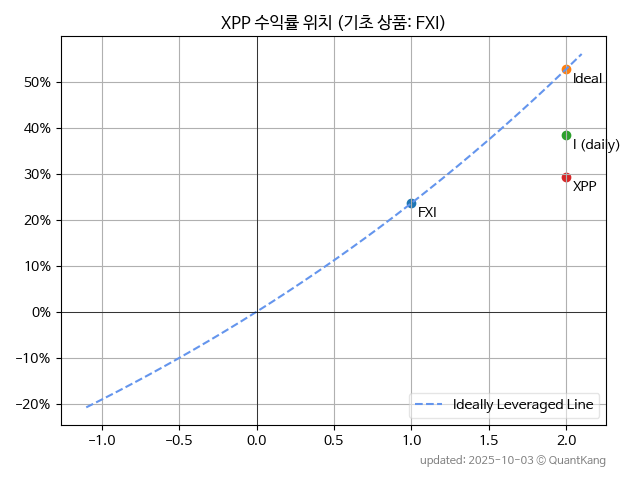 XPP 수익률 위치 (기초 상품: FXI)
50%
40%
30%
20%
10%
0%
−10%
−20%
Ideal
I (daily)
XPP
FXI
Ideally Leveraged Line
−1.0 −0.5 0.0 0.5 1.0 1.5 2.0
updated: 2025-10-03 © QuantKang